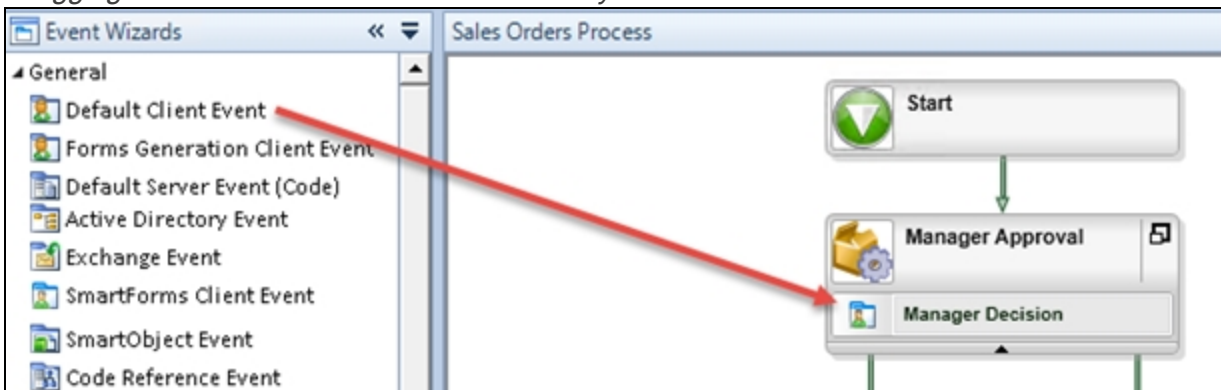 Event Wizards
Sales Orders Process
General
Default Client Event
Forms Generation Client Event
Default Server Event (Code)
Active Directory Event
Exchange Event
SmartForms Client Event
SmartObject Event
Code Reference Event
Start
Manager Approval
Manager Decision